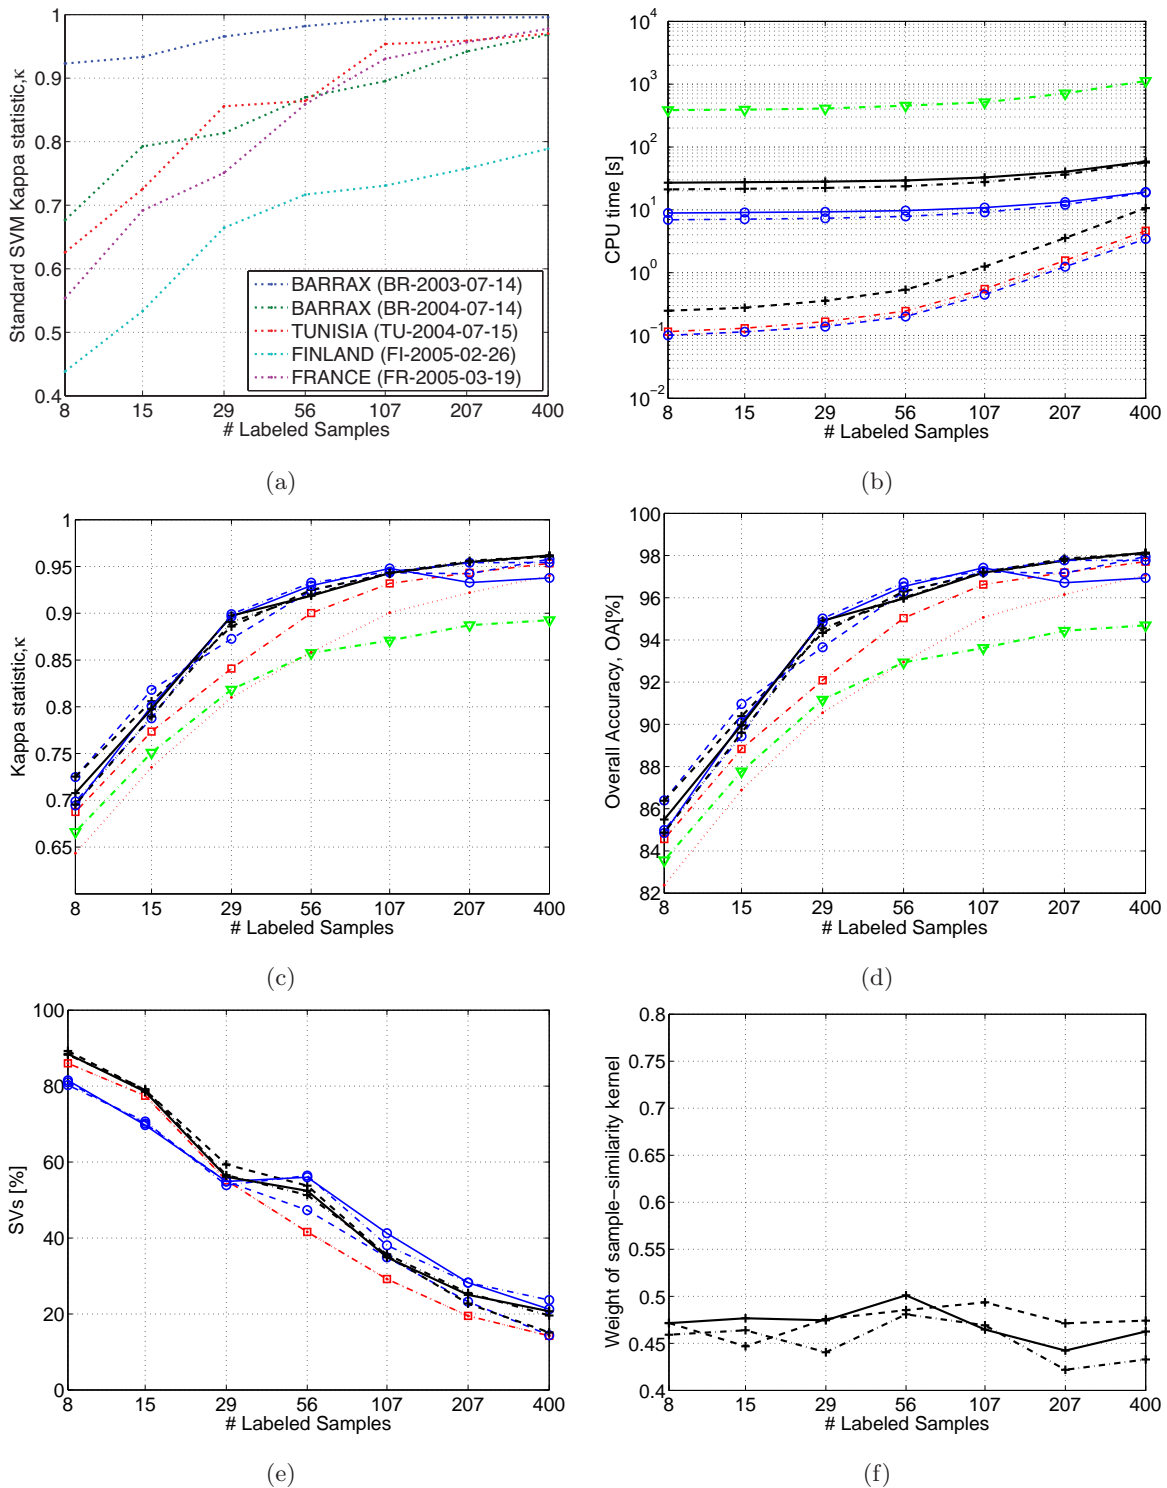 1
0.9
0.8
0.7
0.6
0.5
0.4
8 15 29 56 107 207 400
# Labeled Samples
Standard SVM Kappa statistic,κ
BARRAX (BR-2003-07-14)
BARRAX (BR-2004-07-14)
TUNISIA (TU-2004-07-15)
FINLAND (FI-2005-02-26)
FRANCE (FR-2005-03-19)
(a)
10^4
10^3
10^2
10^1
10^0
10^−1
10^−2
8 15 29 56 107 207 400
# Labeled Samples
CPU time [s]
(b)
1
0.95
0.9
0.85
0.8
0.75
0.7
0.65
8 15 29 56 107 207 400
# Labeled Samples
Kappa statistic,κ
(c)
100
98
96
94
92
90
88
86
84
82
8 15 29 56 107 207 400
# Labeled Samples
Overall Accuracy, OA[%]
(d)
100
80
60
40
20
0
8 15 29 56 107 207 400
# Labeled Samples
SVs [%]
(e)
0.8
0.75
0.7
0.65
0.6
0.55
0.5
0.45
0.4
8 15 29 56 107 207 400
# Labeled Samples
Weight of sample−similarity kernel
(f)